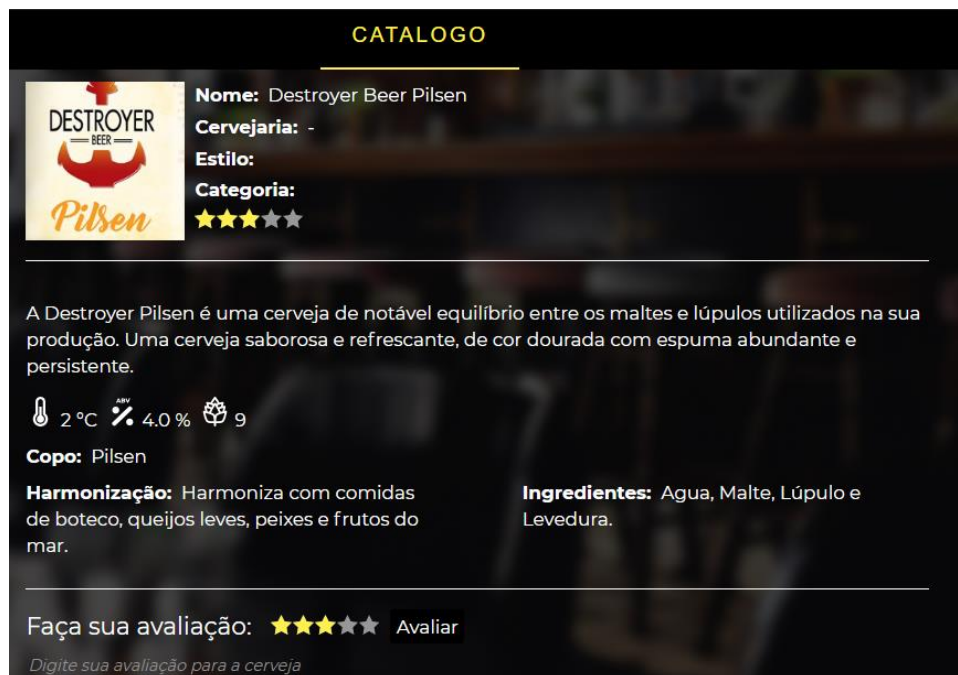 CATALOGO
DESTROYER
BEER
Pilsen
Nome: Destroyer Beer Pilsen
Cervejaria: -
Estilo:
Categoria:
A Destroyer Pilsen é uma cerveja de notável equilíbrio entre os maltes e lúpulos utilizados na sua
produção. Uma cerveja saborosa e refrescante, de cor dourada com espuma abundante e
persistente.
2 ºC ABV 4.0 % 9
Copo: Pilsen
Harmonização: Harmoniza com comidas
de boteco, queijos leves, peixes e frutos do
mar.
Ingredientes: Agua, Malte, Lúpulo e
Levedura.
Faça sua avaliação: Avaliar
Digite sua avaliação para a cerveja